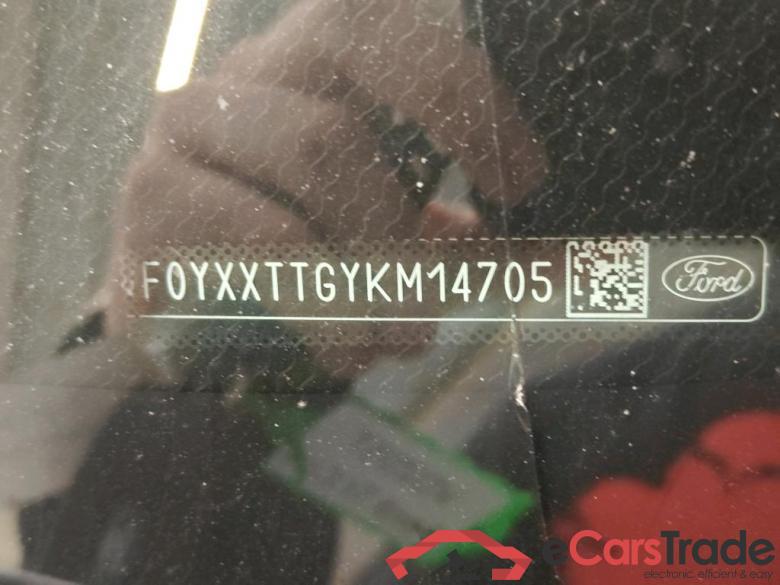 F0YXXTTGYKM14705
Ford
eCarsTrade
electronic, efficient & easy